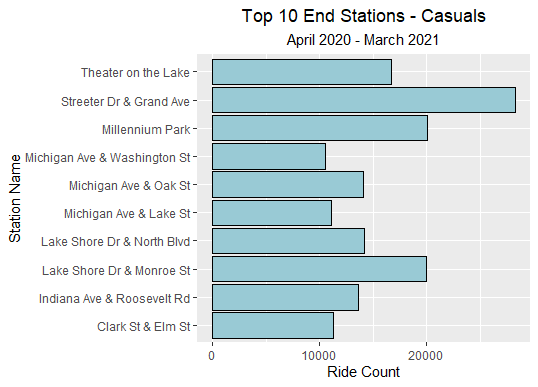 Top 10 End Stations - Casuals
April 2020 - March 2021
Station Name
Theater on the Lake
Streeter Dr & Grand Ave
Millennium Park
Michigan Ave & Washington St
Michigan Ave & Oak St
Michigan Ave & Lake St
Lake Shore Dr & North Blvd
Lake Shore Dr & Monroe St
Indiana Ave & Roosevelt Rd
Clark St & Elm St
0 10000 20000
Ride Count